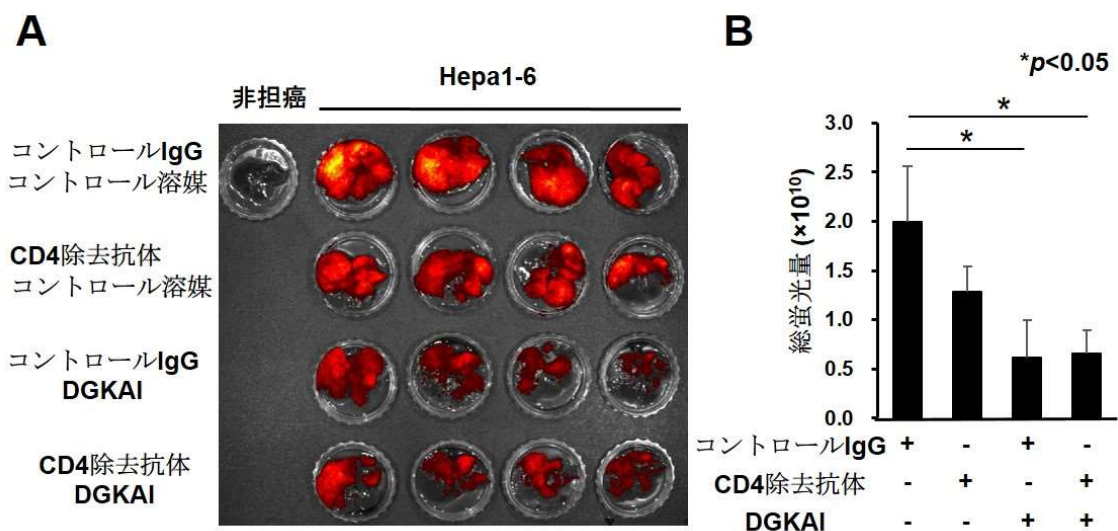 A
Hepa1-6
非担癌
コントロールIgG
コントロール溶媒
CD4除去抗体
コントロール溶媒
コントロールIgG
DGKAI
CD4除去抗体
DGKAI
B
*p<0.05
*
*
総蛍光量 (×10¹⁰)
3.0
2.5
2.0
1.5
1.0
0.5
0.0
コントロールIgG + - + -
CD4除去抗体 - + - +
DGKAI - - + +